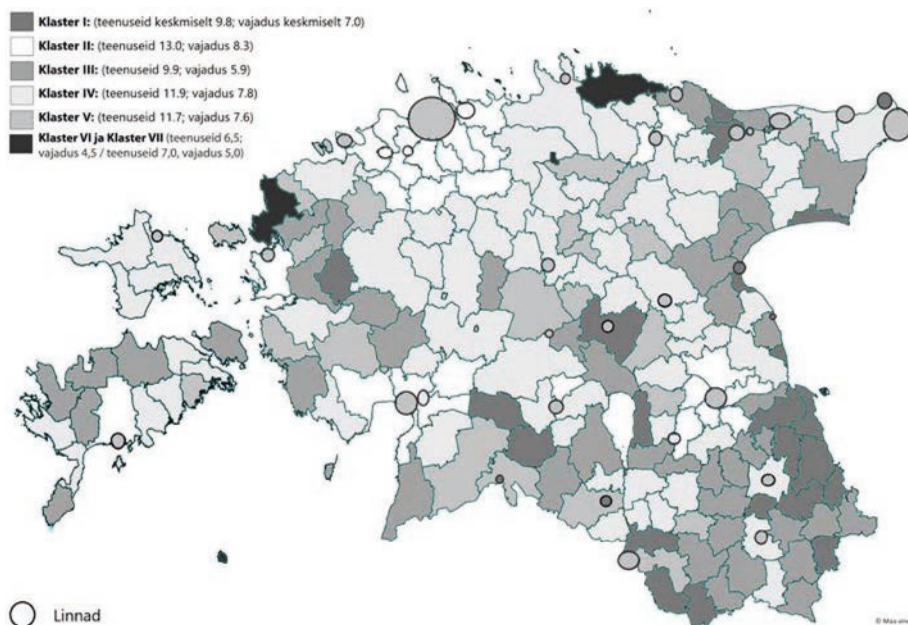 Klaster I: (teenuseid keskmiselt 9.8; vajadus keskmiselt 7.0)
Klaster II: (teenuseid 13.0; vajadus 8.3)
Klaster III: (teenuseid 9.9; vajadus 5.9)
Klaster IV: (teenuseid 11.9; vajadus 7.8)
Klaster V: (teenuseid 11.7; vajadus 7.6)
Klaster VI ja Klaster VII (teenuseid 6,5;
vajadus 4,5 / teenuseid 7,0, vajadus 5,0)
Linnad
©